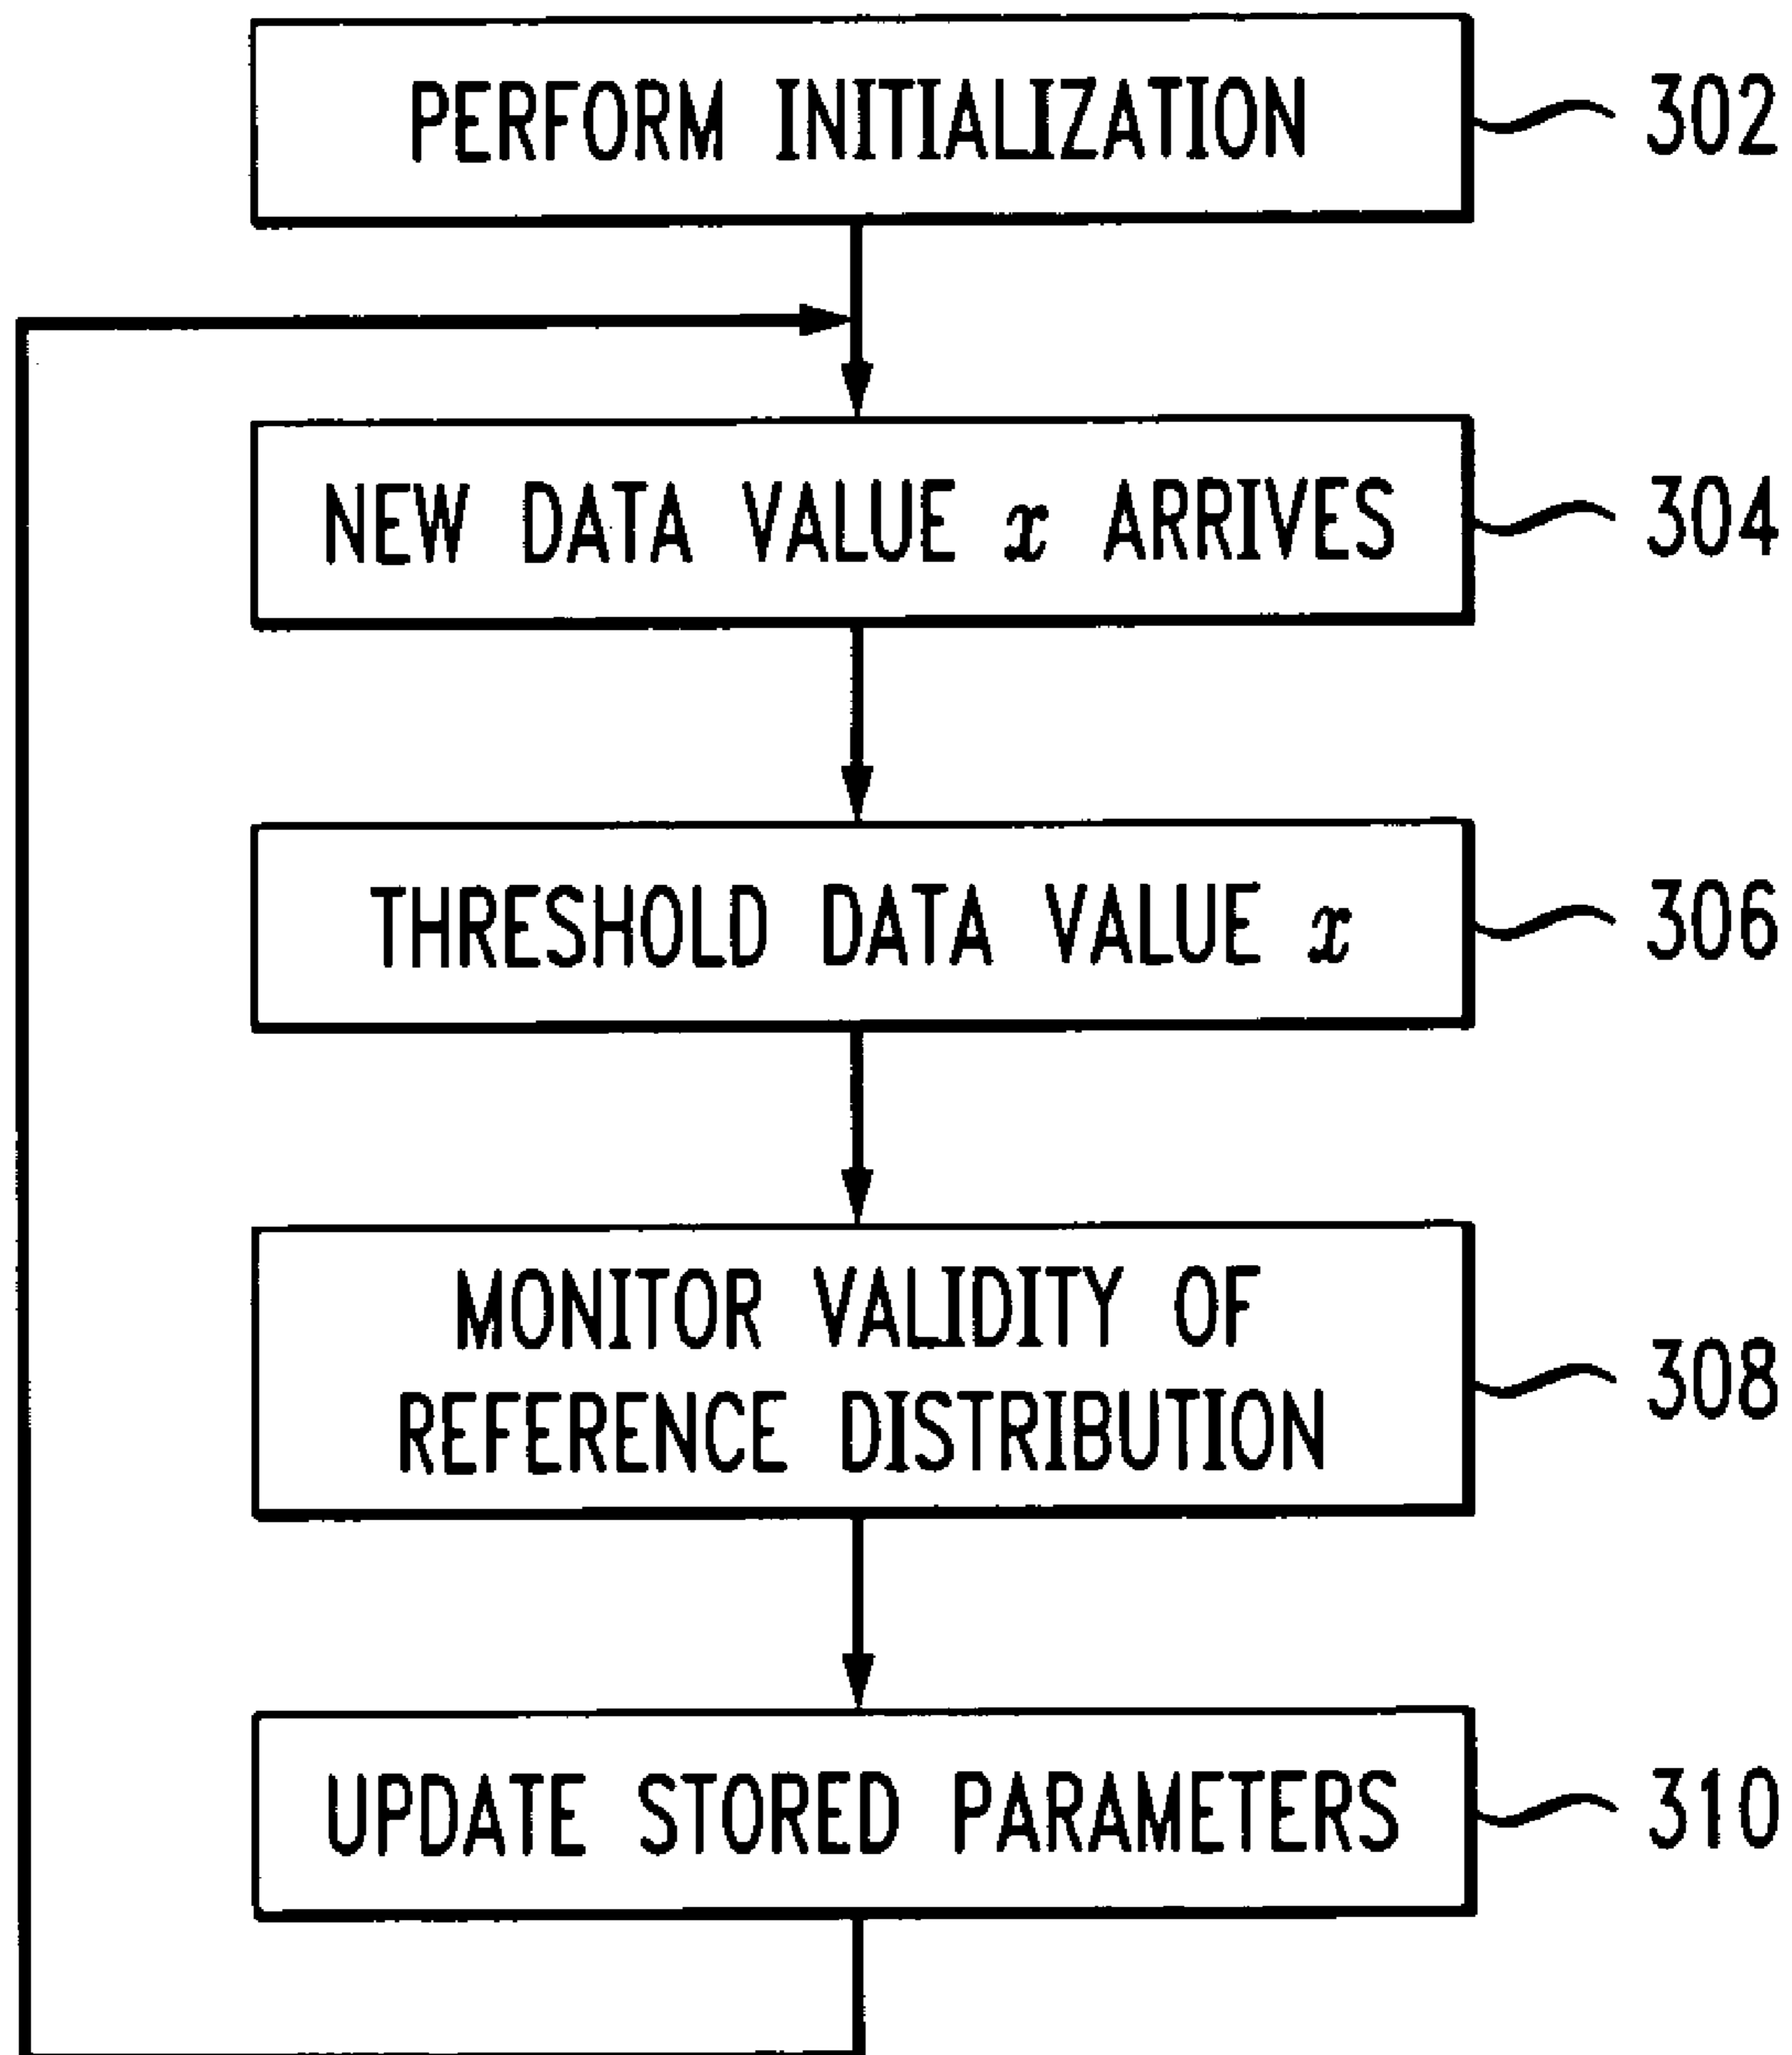 PERFORM INITIALIZATION
302
NEW DATA VALUE x ARRIVES
304
THRESHOLD DATA VALUE x
306
MONITOR VALIDITY OF
REFERENCE DISTRIBUTION
308
UPDATE STORED PARAMETERS
310